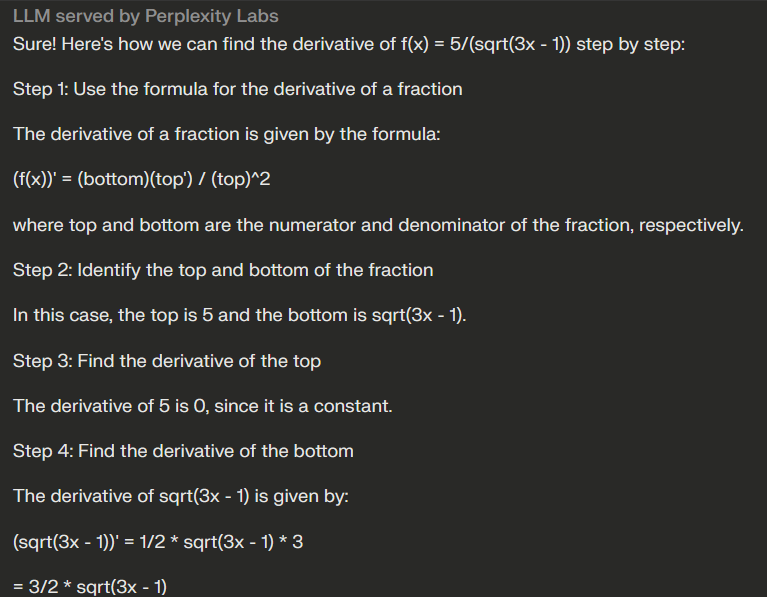 LLM served by Perplexity Labs
Sure! Here's how we can find the derivative of f(x) = 5/(sqrt(3x - 1)) step by step:
Step 1: Use the formula for the derivative of a fraction
The derivative of a fraction is given by the formula:
(f(x))' = (bottom)(top') / (top)^2
where top and bottom are the numerator and denominator of the fraction, respectively.
Step 2: Identify the top and bottom of the fraction
In this case, the top is 5 and the bottom is sqrt(3x - 1).
Step 3: Find the derivative of the top
The derivative of 5 is 0, since it is a constant.
Step 4: Find the derivative of the bottom
The derivative of sqrt(3x - 1) is given by:
(sqrt(3x - 1))' = 1/2 * sqrt(3x - 1) * 3
= 3/2 * sqrt(3x - 1)